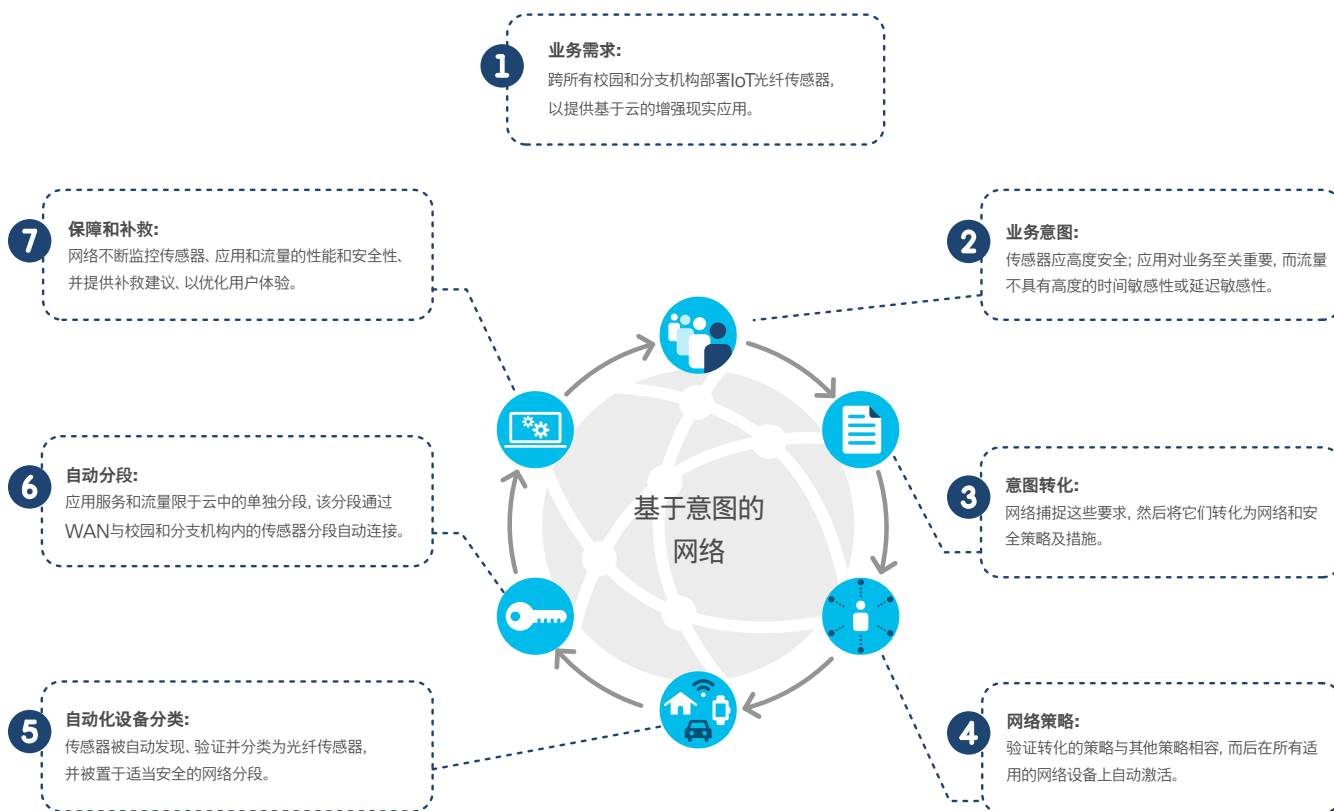 1
业务需求:
跨所有校园和分支机构部署IoT光纤传感器,
以提供基于云的增强现实应用。
2
业务意图:
传感器应高度安全; 应用对业务至关重要, 而流量
不具有高度的时间敏感性或延迟敏感性。
3
意图转化:
网络捕捉这些要求, 然后将它们转化为网络和安
全策略及措施。
4
网络策略:
验证转化的策略与其他策略相容, 而后在所有适
用的网络设备上自动激活。
5
自动化设备分类:
传感器被自动发现、验证并分类为光纤传感器,
并被置于适当安全的网络分段。
6
自动分段:
应用服务和流量限于云中的单独分段, 该分段通过
WAN与校园和分支机构内的传感器分段自动连接。
7
保障和补救:
网络不断监控传感器、应用和流量的性能和安全性、
并提供补救建议、以优化用户体验。
基于意图的
网络